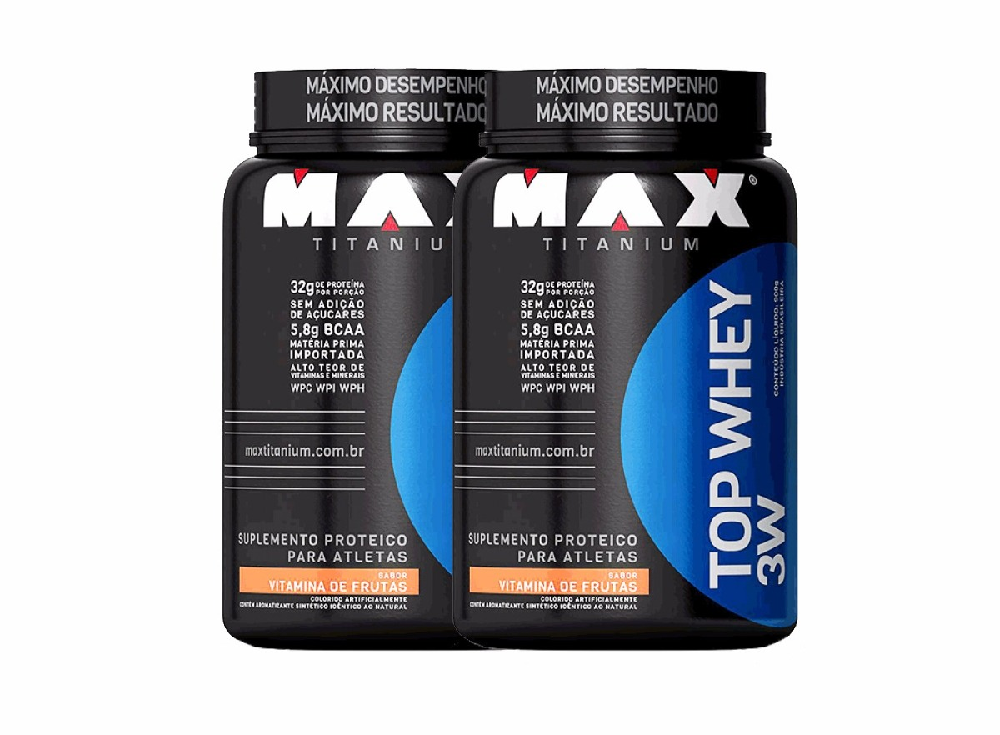 MÁXIMO DESEMPENHO
MÁXIMO RESULTADO
MAX
TITANIU
32g DE PROTEÍNA
POR PORÇÃO
SEM ADIÇÃO
DE AÇUCARES
5,8g BCAA
MATÉRIA PRIMA
IMPORTADA
ALTO TEOR DE
VITAMINAS E MINERAIS
WPC WPI WPH
maxtitanium.com.br
SUPLEMENTO PROTEICO
PARA ATLETAS
SABOR
VITAMINA DE FRUTAS
COLORIDO ARTIFICIALMENTE
CONTÉM AROMATIZANTE SINTÉTICO IDÊNTICO AO NATURAL
MÁXIMO DESEMPENHO
MÁXIMO RESULTADO
MAX®
TITANIUM
32g DE PROTEÍNA
POR PORÇÃO
SEM ADIÇÃO
DE AÇUCARES
5,8g BCAA
MATÉRIA PRIMA
IMPORTADA
ALTO TEOR DE
VITAMINAS E MINERAIS
WPC WPI WPH
maxtitanium.com.br
SUPLEMENTO PROTEICO
PARA ATLETAS
SABOR
VITAMINA DE FRUTAS
COLORIDO ARTIFICIALMENTE
CONTÉM AROMATIZANTE SINTÉTICO IDÊNTICO AO NATURAL
TOP WHEY
3W
CONTEÚDO LÍQUIDO: 900g
INDÚSTRIA BRASILEIRA